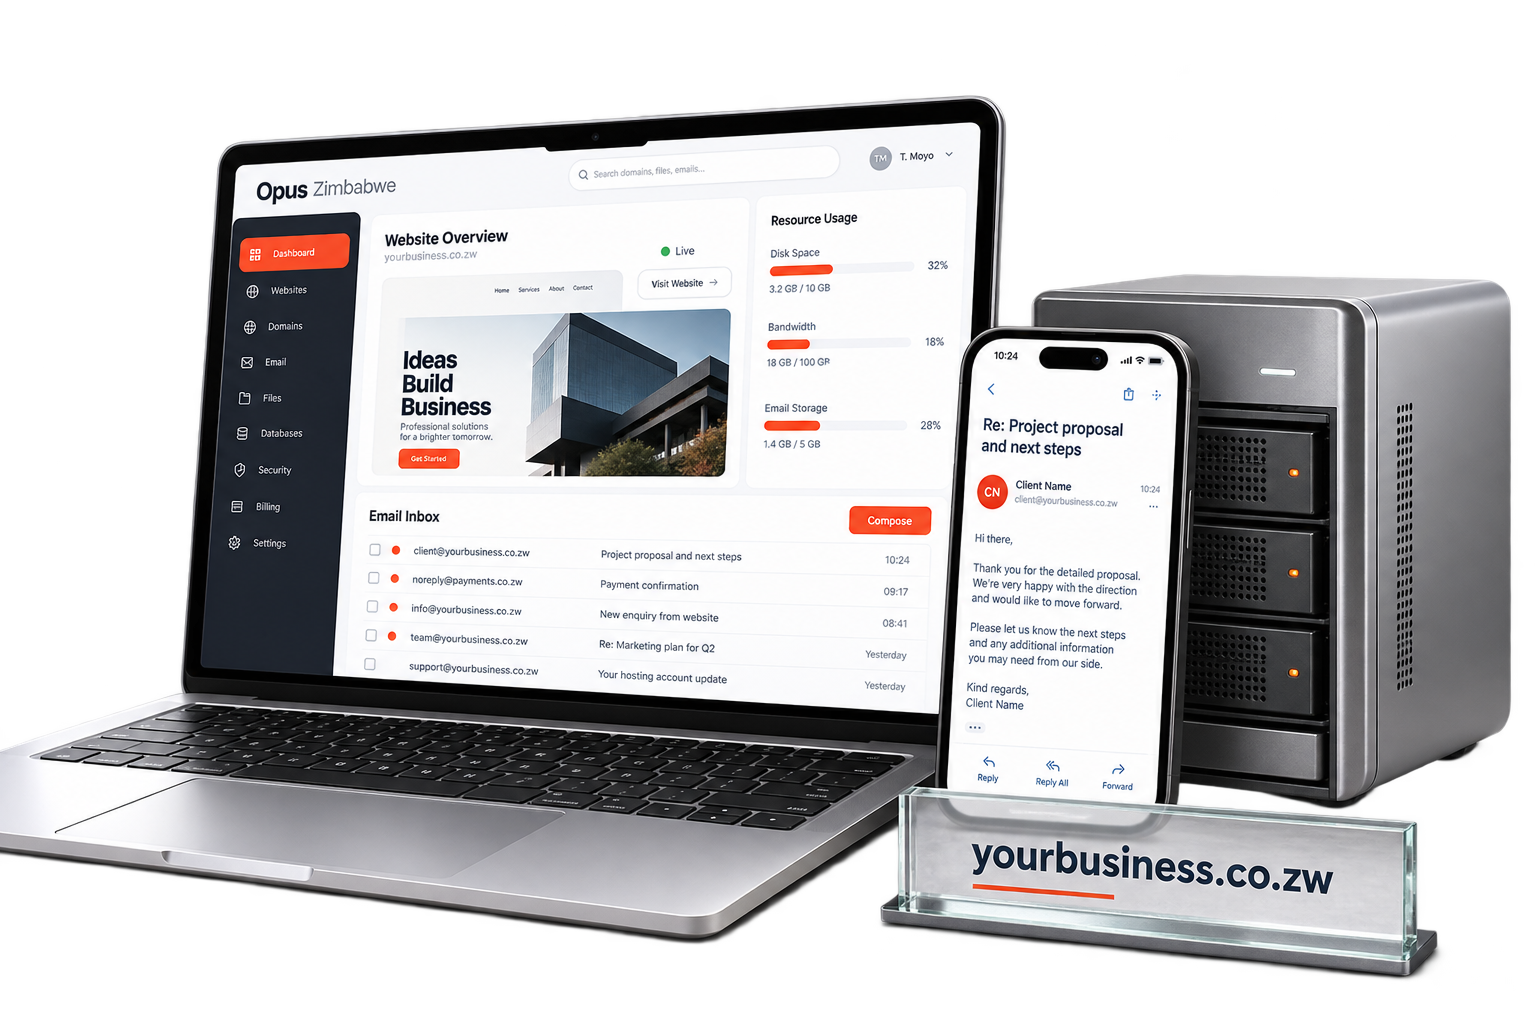 Opus Zimbabwe
Search domains, files, emails...
TM
T. Moyo
Dashboard
Websites
Domains
Email
Files
Databases
Security
Billing
Settings
Website Overview
yourbusiness.co.zw
Live
Visit Website →
Home Services About Contact
Ideas
Build
Business
Professional solutions
for a brighter tomorrow.
Get Started
Resource Usage
Disk Space
32%
3.2 GB / 10 GB
Bandwidth
18%
18 GB / 100 GB
Email Storage
28%
1.4 GB / 5 GB
Email Inbox
Compose
client@yourbusiness.co.zw Project proposal and next steps 10:24
noreply@payments.co.zw Payment confirmation 09:17
info@yourbusiness.co.zw New enquiry from website 08:41
team@yourbusiness.co.zw Re: Marketing plan for Q2 Yesterday
support@yourbusiness.co.zw Your hosting account update Yesterday
10:24
Re: Project proposal
and next steps
CN
Client Name 10:24
client@yourbusiness.co.zw
Hi there,
Thank you for the detailed proposal.
We're very happy with the direction
and would like to move forward.
Please let us know the next steps
and any additional information
you may need from our side.
Kind regards,
Client Name
Reply Reply All Forward
yourbusiness.co.zw